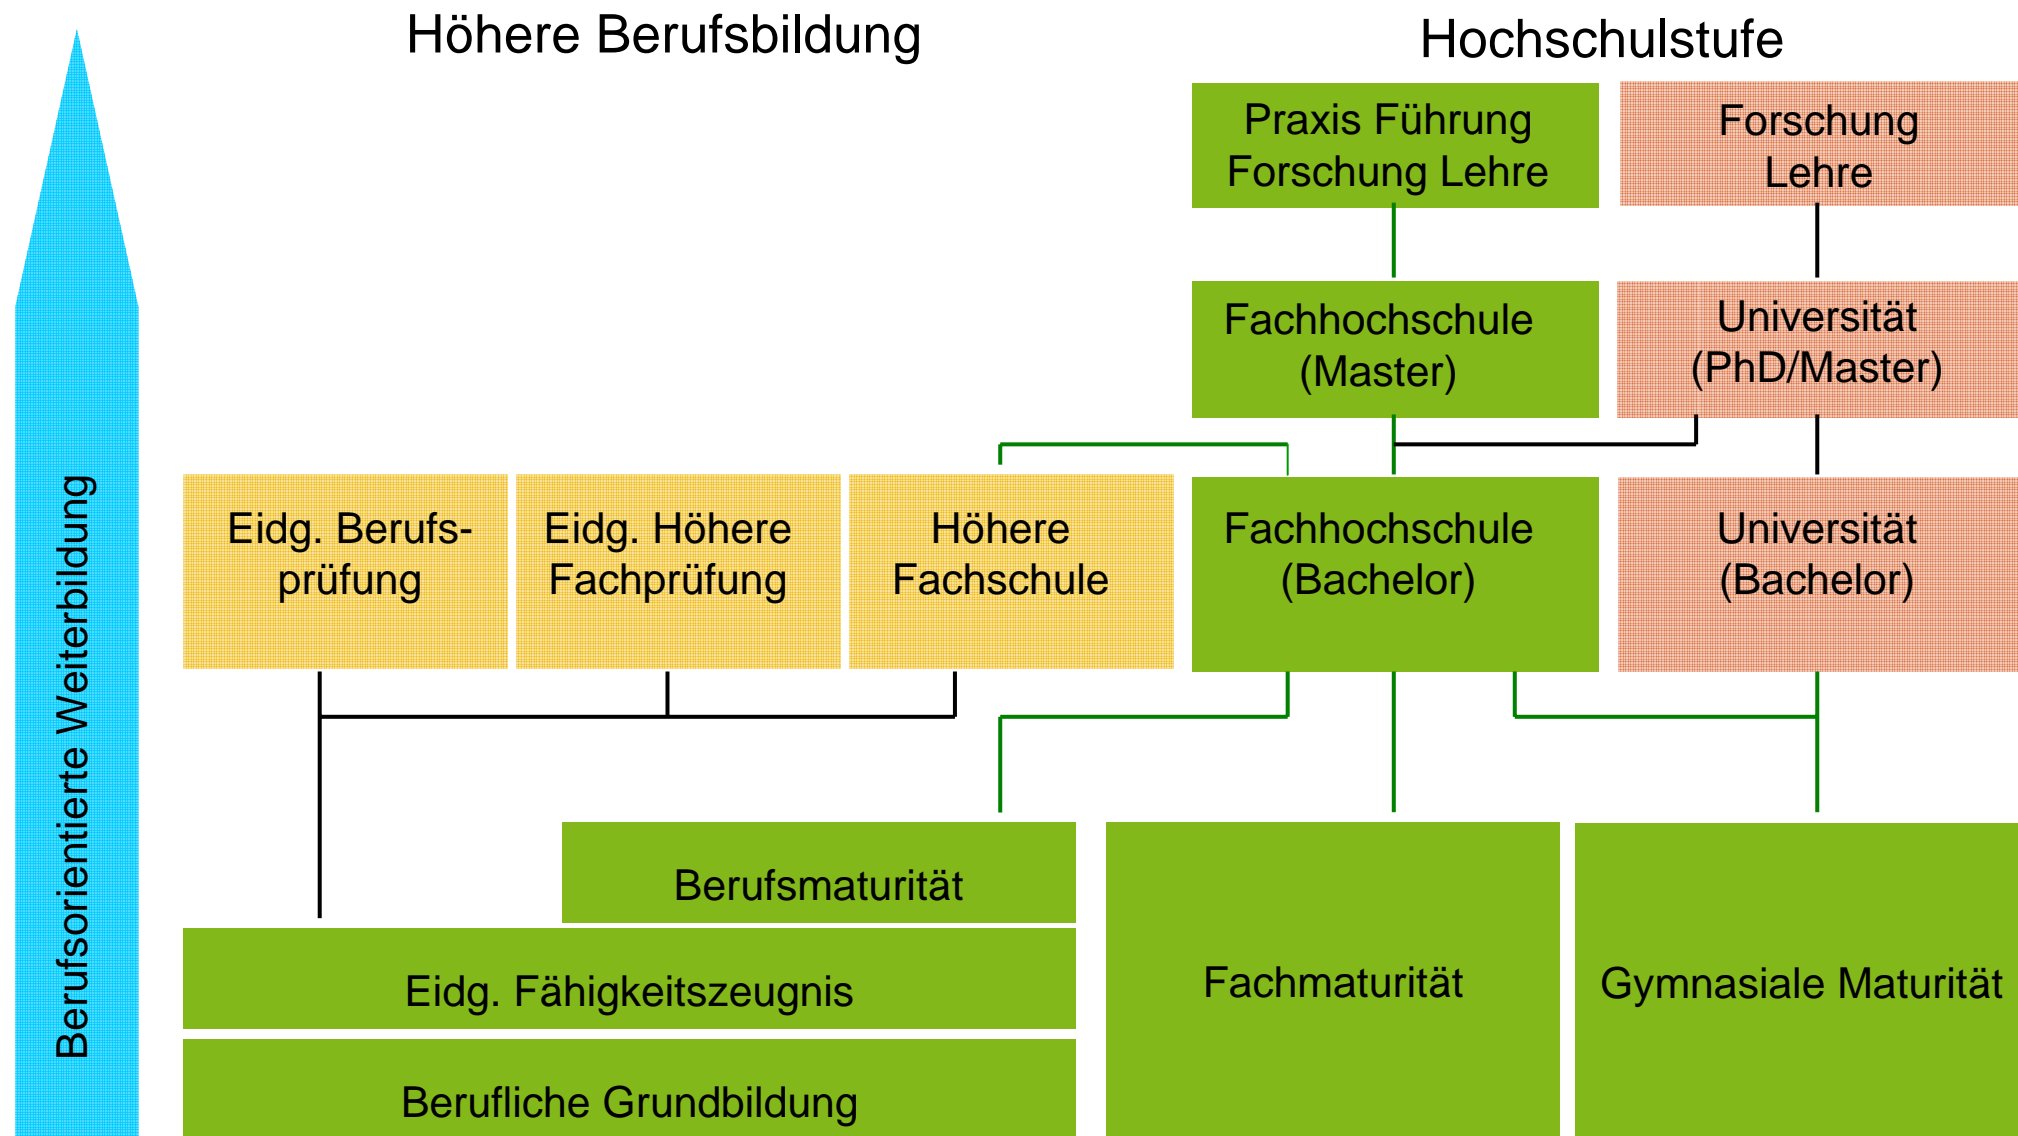 Höhere Berufsbildung
Hochschulstufe
Praxis Führung
Forschung Lehre
Forschung
Lehre
Fachhochschule
(Master)
Universität
(PhD/Master)
Eidg. Berufs-
prüfung
Eidg. Höhere
Fachprüfung
Höhere
Fachschule
Fachhochschule
(Bachelor)
Universität
(Bachelor)
Berufsorientierte Weiterbildung
Berufsmaturität
Eidg. Fähigkeitszeugnis
Berufliche Grundbildung
Fachmaturität
Gymnasiale Maturität